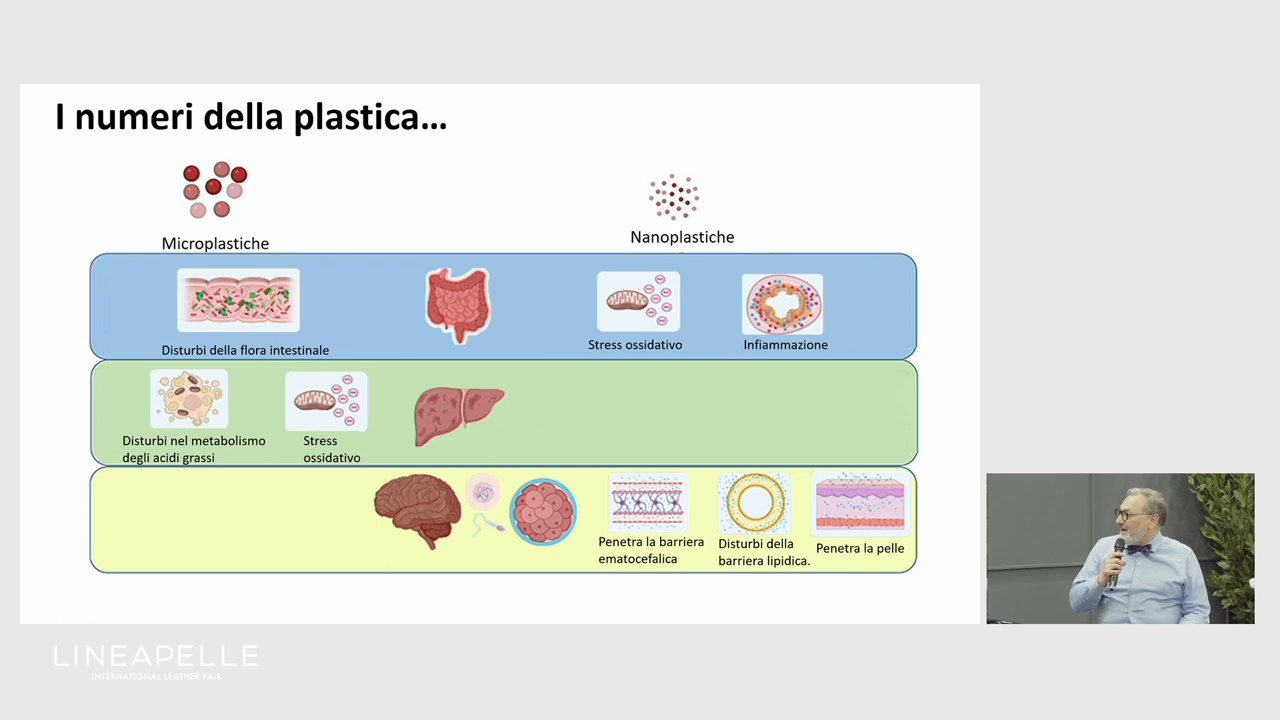 I numeri della plastica...
Microplastiche
Nanoplastiche
Disturbi della flora intestinale
Stress ossidativo
Infiammazione
Disturbi nel metabolismo
degli acidi grassi
Stress
ossidativo
Penetra la barriera
ematocefalica
Disturbi della
barriera lipidica.
Penetra la pelle
LINEAPELLE
INTERNATIONAL LEATHER FAIR